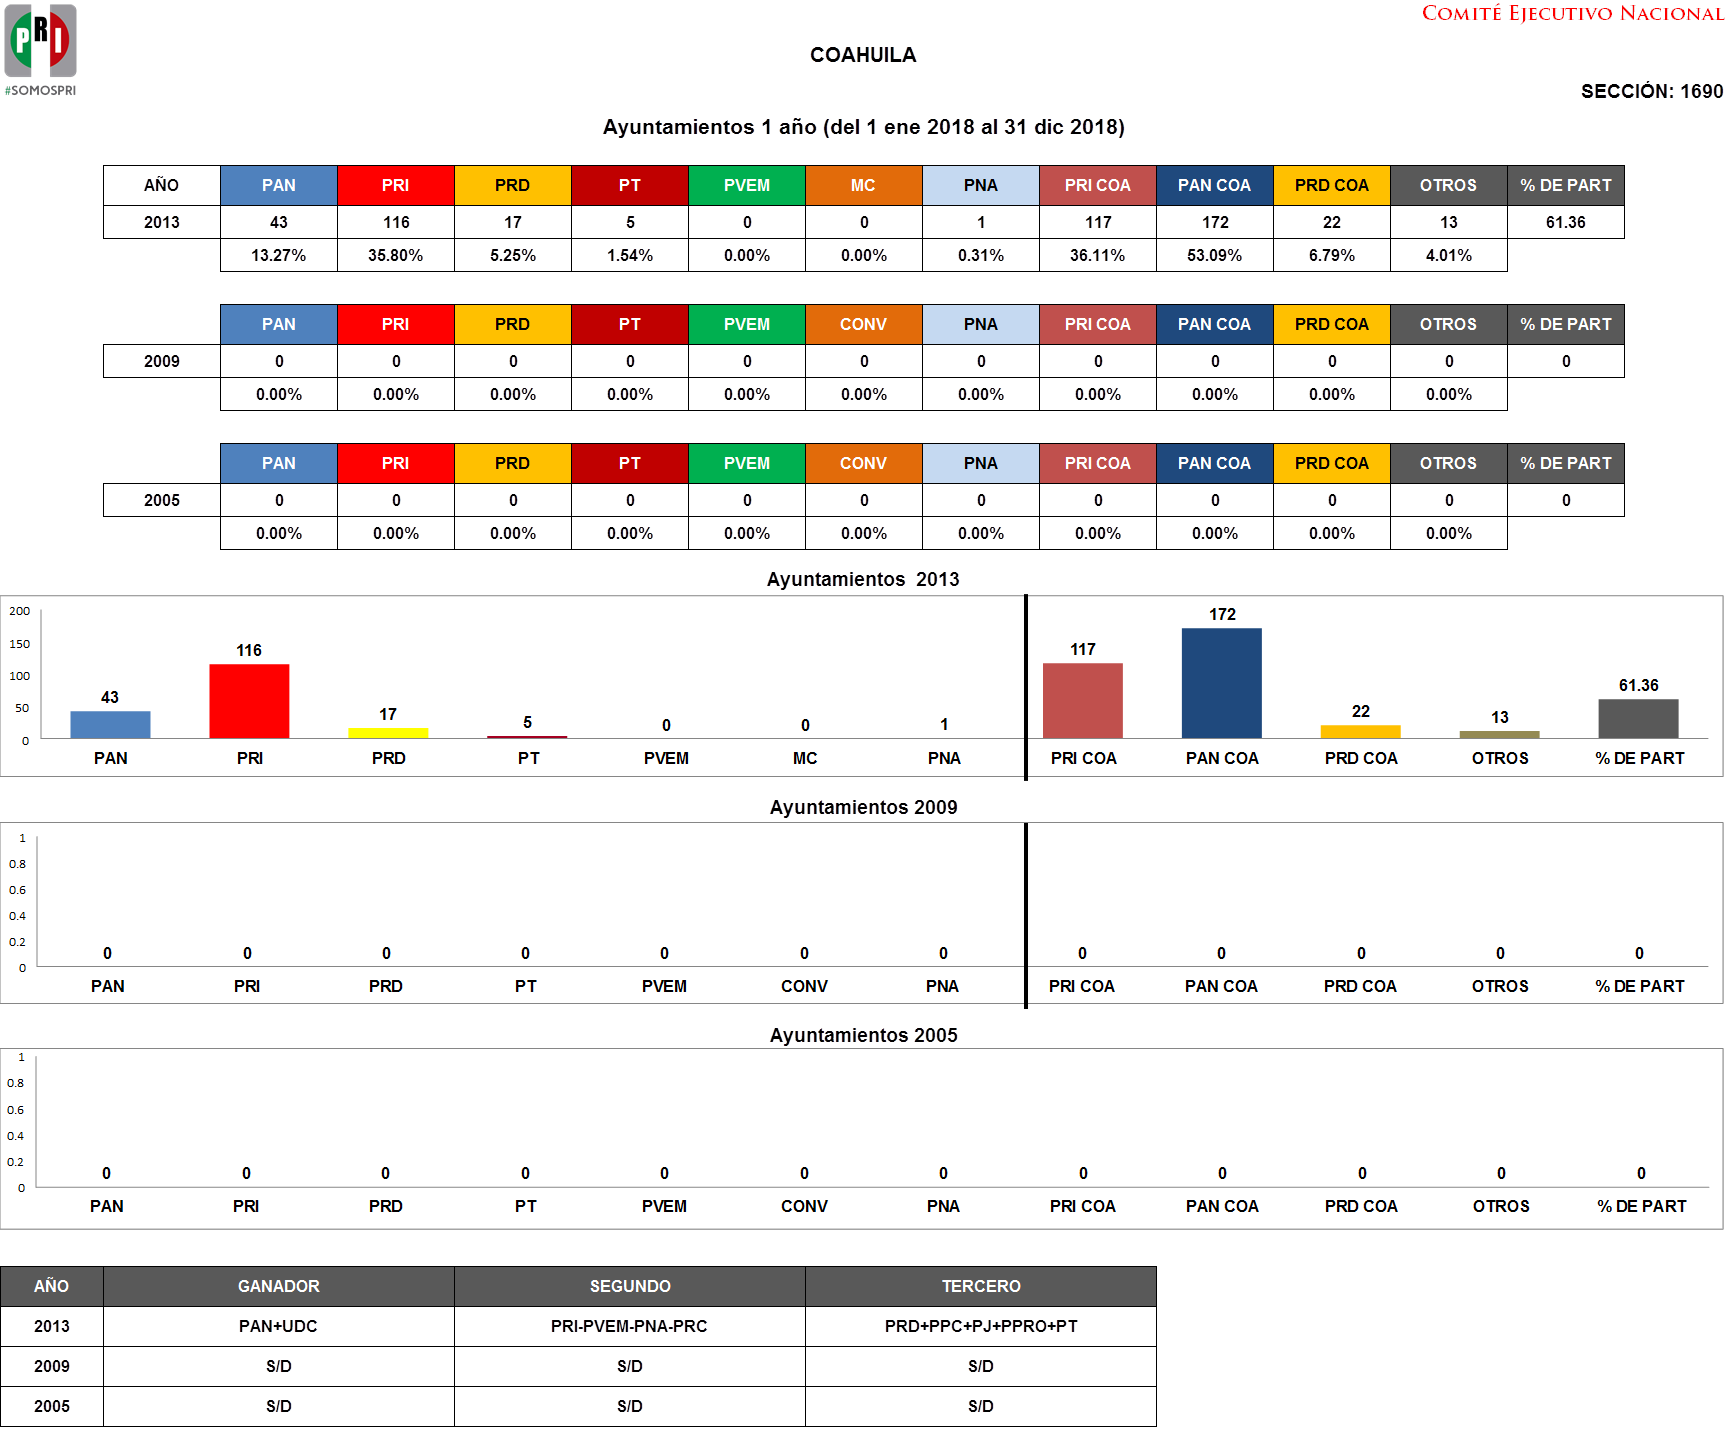 PRI
#SOMOSPRI
COMITÉ EJECUTIVO NACIONAL
COAHUILA
SECCIÓN: 1690
Ayuntamientos 1 año (del 1 ene 2018 al 31 dic 2018)
AÑO PAN PRI PRD PT PVEM MC PNA PRI COA PAN COA PRD COA OTROS % DE PART
2013 43 116 17 5 0 0 1 117 172 22 13 61.36
13.27% 35.80% 5.25% 1.54% 0.00% 0.00% 0.31% 36.11% 53.09% 6.79% 4.01%
PAN PRI PRD PT PVEM CONV PNA PRI COA PAN COA PRD COA OTROS % DE PART
2009 0 0 0 0 0 0 0 0 0 0 0 0
0.00% 0.00% 0.00% 0.00% 0.00% 0.00% 0.00% 0.00% 0.00% 0.00% 0.00%
PAN PRI PRD PT PVEM CONV PNA PRI COA PAN COA PRD COA OTROS % DE PART
2005 0 0 0 0 0 0 0 0 0 0 0 0
0.00% 0.00% 0.00% 0.00% 0.00% 0.00% 0.00% 0.00% 0.00% 0.00% 0.00%
Ayuntamientos 2013
200
150
100
50
0
43 116 17 5 0 0 1 117 172 22 13 61.36
PAN PRI PRD PT PVEM MC PNA PRI COA PAN COA PRD COA OTROS % DE PART
Ayuntamientos 2009
1
0.8
0.6
0.4
0.2
0
0 0 0 0 0 0 0 0 0 0 0 0
PAN PRI PRD PT PVEM CONV PNA PRI COA PAN COA PRD COA OTROS % DE PART
Ayuntamientos 2005
1
0.8
0.6
0.4
0.2
0
0 0 0 0 0 0 0 0 0 0 0 0
PAN PRI PRD PT PVEM CONV PNA PRI COA PAN COA PRD COA OTROS % DE PART
AÑO GANADOR SEGUNDO TERCERO
2013 PAN+UDC PRI-PVEM-PNA-PRC PRD+PPC+PJ+PPRO+PT
2009 S/D S/D S/D
2005 S/D S/D S/D